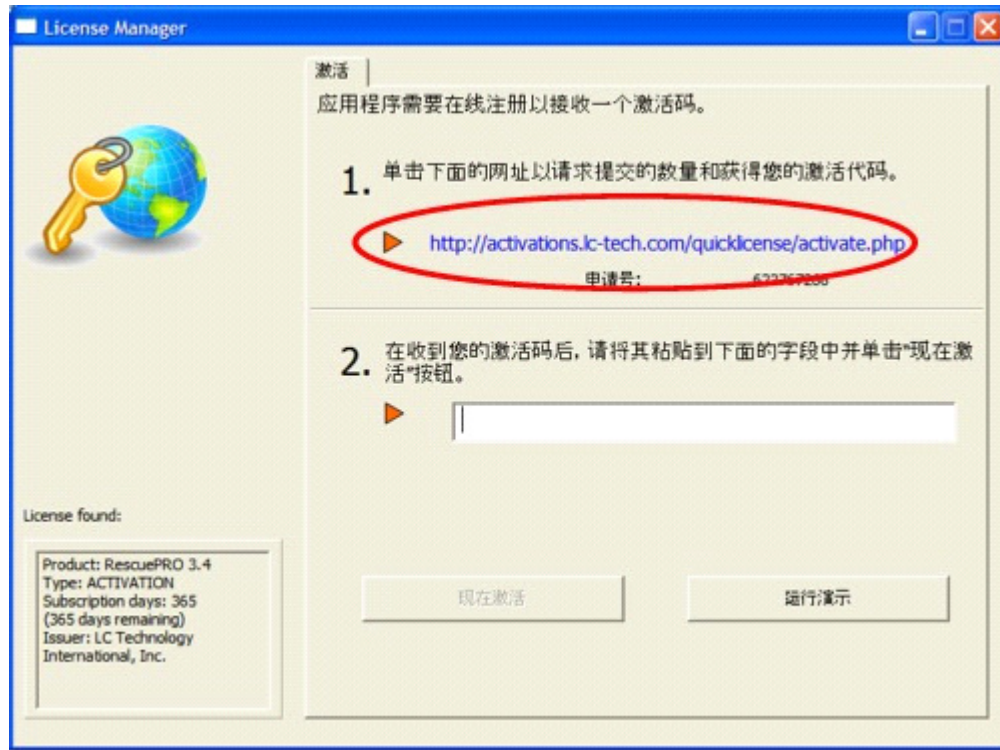 License Manager
激活
应用程序需要在线注册以接收一个激活码。
1. 单击下面的网址以请求提交的数量和获得您的激活代码。
http://activations.lc-tech.com/quicklicense/activate.php
申请号:
2. 在收到您的激活码后, 请将其粘贴到下面的字段中并单击"现在激
活"按钮。
License found:
Product: RescuePRO 3.4
Type: ACTIVATION
Subscription days: 365
(365 days remaining)
Issuer: LC Technology
International, Inc.
现在激活
运行演示